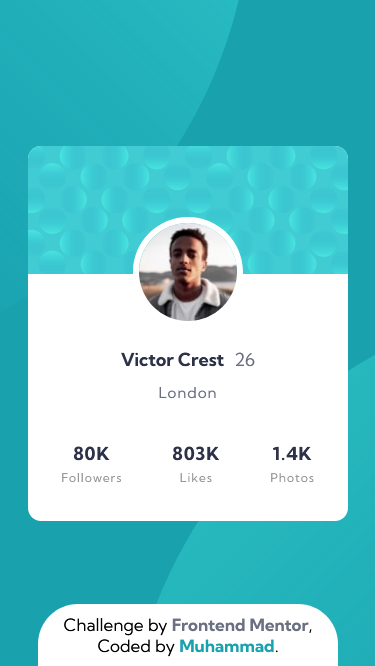 Victor Crest 26
London
80K 803K 1.4K
Followers Likes Photos
Challenge by Frontend Mentor,
Coded by Muhammad.